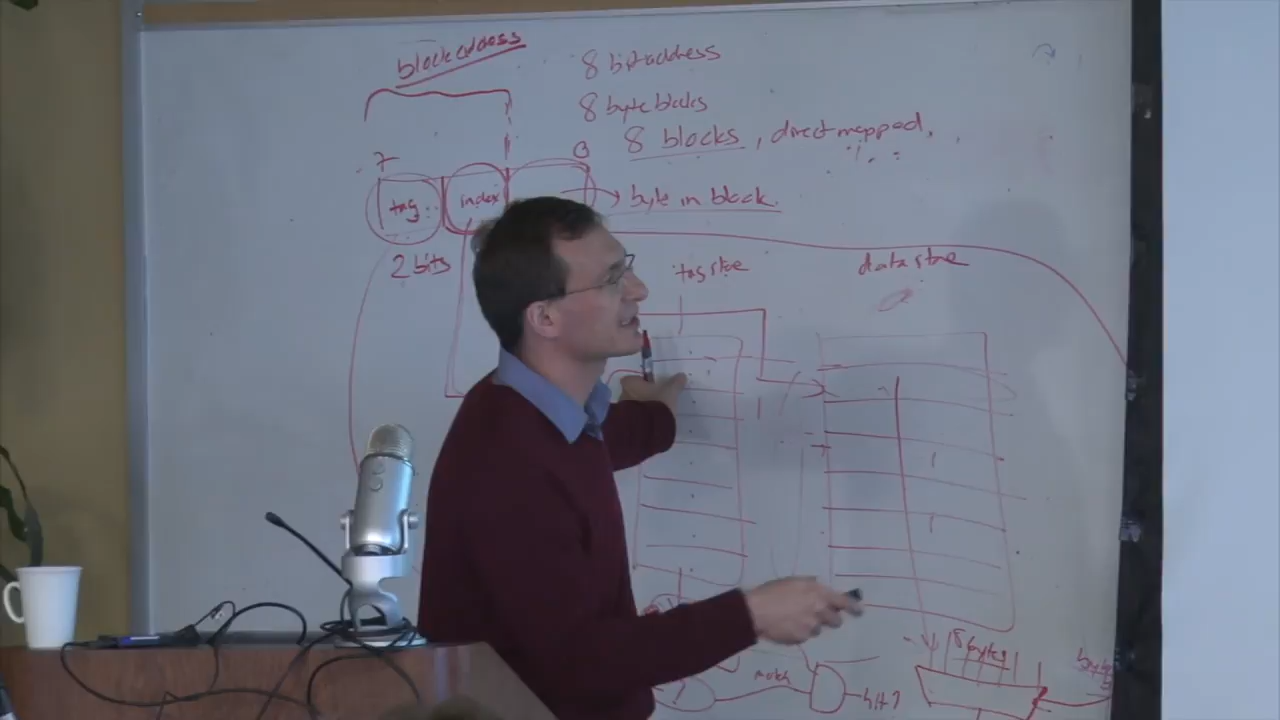 block address
8 bit address
8 byte blocks
8 blocks, direct mapped.
7
0
tag
index
byte in block.
2 bits
tag store
data store
8 bytes
match
hit?